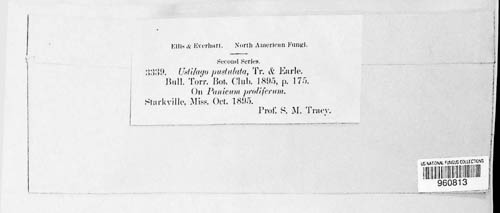 Ellis & Everhart. North American Fungi.
Second Series.
3339. Ustilago pustulata, Tr. & Earle.
Bull. Torr. Bot. Club. 1895, p. 175.
On Panicum proliferum.
Starkville, Miss. Oct. 1895.
Prof. S. M. Tracy.
US NATIONAL FUNGUS COLLECTIONS
960813